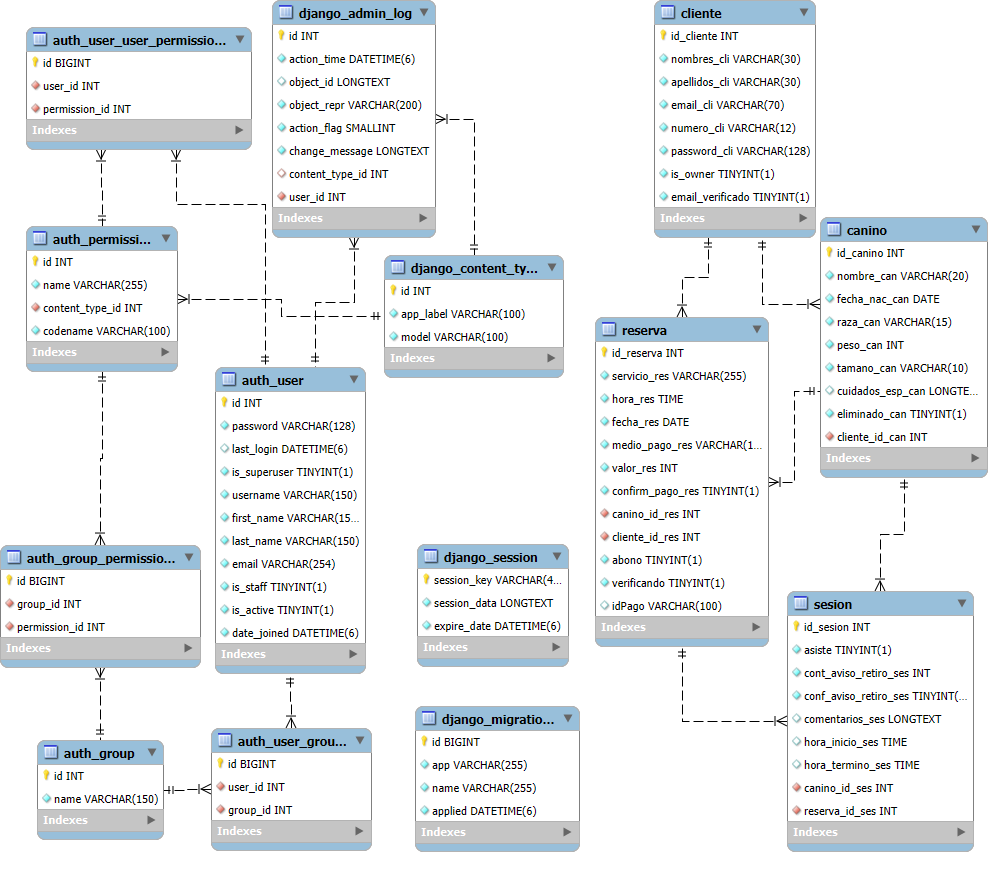 auth_user_user_permissio...
id BIGINT
user_id INT
permission_id INT
Indexes
django_admin_log
id INT
action_time DATETIME(6)
object_id LONGTEXT
object_repr VARCHAR(200)
action_flag SMALLINT
change_message LONGTEXT
content_type_id INT
user_id INT
Indexes
cliente
id_cliente INT
nombres_cli VARCHAR(30)
apellidos_cli VARCHAR(30)
email_cli VARCHAR(70)
numero_cli VARCHAR(12)
password_cli VARCHAR(128)
is_owner TINYINT(1)
email_verificado TINYINT(1)
Indexes
canino
id_canino INT
nombre_can VARCHAR(20)
fecha_nac_can DATE
raza_can VARCHAR(15)
peso_can INT
tamano_can VARCHAR(10)
cuidados_esp_can LONGTE...
eliminado_can TINYINT(1)
cliente_id_can INT
Indexes
auth_permissi...
id INT
name VARCHAR(255)
content_type_id INT
codename VARCHAR(100)
Indexes
django_content_ty...
id INT
app_label VARCHAR(100)
model VARCHAR(100)
Indexes
reserva
id_reserva INT
servicio_res VARCHAR(255)
hora_res TIME
fecha_res DATE
medio_pago_res VARCHAR(1...
valor_res INT
confirm_pago_res TINYINT(1)
canino_id_res INT
cliente_id_res INT
abono TINYINT(1)
verificando TINYINT(1)
idPago VARCHAR(100)
Indexes
auth_user
id INT
password VARCHAR(128)
last_login DATETIME(6)
is_superuser TINYINT(1)
username VARCHAR(150)
first_name VARCHAR(15...
last_name VARCHAR(150)
email VARCHAR(254)
is_staff TINYINT(1)
is_active TINYINT(1)
date_joined DATETIME(6)
Indexes
auth_group_permissio...
id BIGINT
group_id INT
permission_id INT
Indexes
django_session
session_key VARCHAR(4...
session_data LONGTEXT
expire_date DATETIME(6)
Indexes
sesion
id_sesion INT
asiste TINYINT(1)
cont_aviso_retiro_ses INT
conf_aviso_retiro_ses TINYINT(...
comentarios_ses LONGTEXT
hora_inicio_ses TIME
hora_termino_ses TIME
canino_id_ses INT
reserva_id_ses INT
Indexes
auth_group
id INT
name VARCHAR(150)
Indexes
auth_user_grou...
id BIGINT
user_id INT
group_id INT
Indexes
django_migratio...
id BIGINT
app VARCHAR(255)
name VARCHAR(255)
applied DATETIME(6)
Indexes